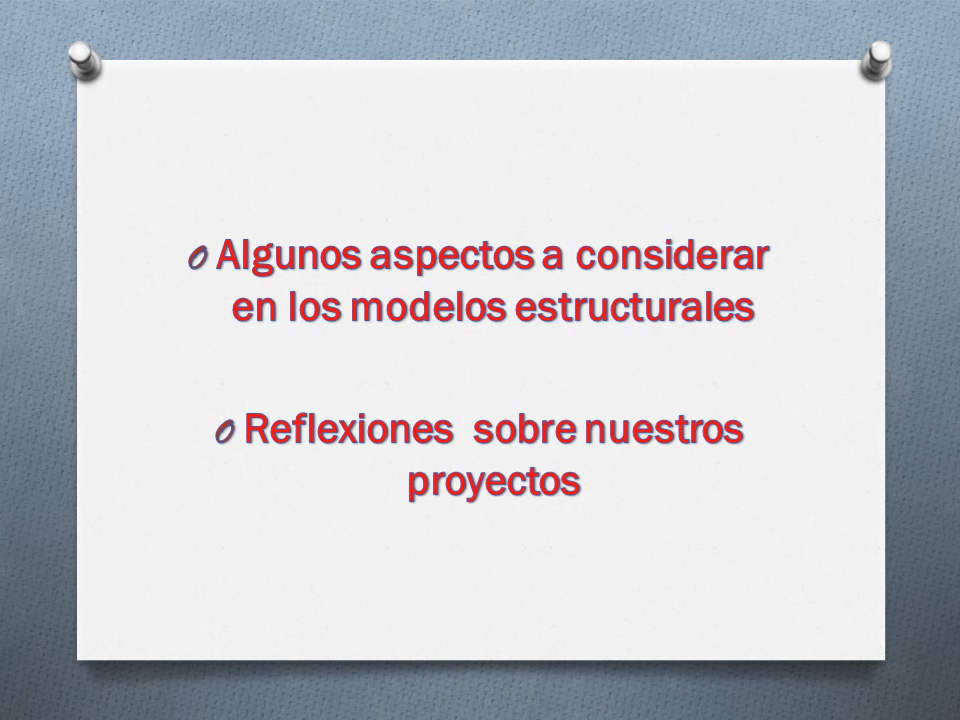 O Algunos aspectos a considerar
en los modelos estructurales
O Reflexiones sobre nuestros
proyectos